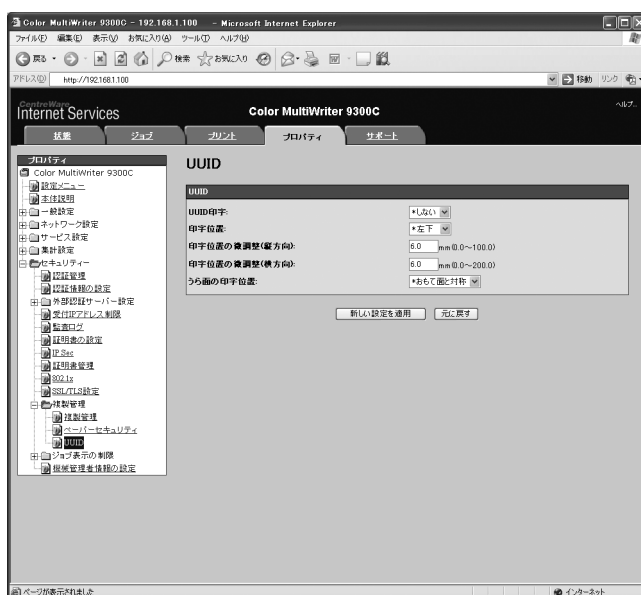 Color MultiWriter 9300C - 192.168.1.100 - Microsoft Internet Explorer
ファイル(F) 編集(E) 表示(V) お気に入り(A) ツール(T) ヘルプ(H)
戻る 検索 お気に入り
アドレス(D) http://192.168.1.100 移動 リンク
CentreWare
Internet Services
Color MultiWriter 9300C
ヘルプ..
状態 ジョブ プリント プロパティ サポート
プロパティ
Color MultiWriter 9300C
設定メニュー
本体説明
一般設定
ネットワーク設定
サービス設定
集計設定
セキュリティー
認証管理
認証情報の設定
外部認証サーバー設定
受付IPアドレス制限
監査ログ
証明書の設定
IP Sec
証明書管理
802.1x
SSL/TLS設定
複製管理
複製管理
ペーパーセキュリティ
UUID
ジョブ表示の制限
機械管理者情報の設定
UUID
UUID
UUID印字: *しない
印字位置: *左下
印字位置の微調整(縦方向): 6.0 mm(0.0～100.0)
印字位置の微調整(横方向): 6.0 mm(0.0～200.0)
うら面の印字位置: *おもて面と対称
新しい設定を適用 元に戻す
ページが表示されました インターネット